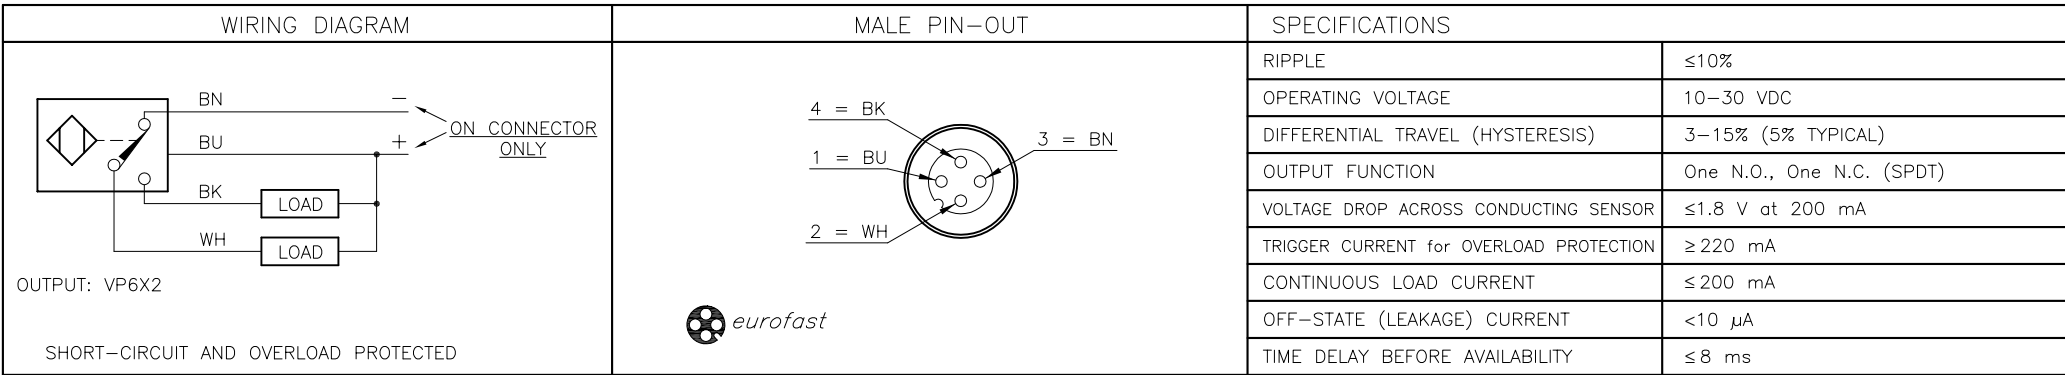 WIRING DIAGRAM
BN
−
BU
+
ON CONNECTOR
ONLY
BK
LOAD
WH
LOAD
OUTPUT: VP6X2
SHORT-CIRCUIT AND OVERLOAD PROTECTED
MALE PIN-OUT
4 = BK
3 = BN
1 = BU
2 = WH
eurofast
SPECIFICATIONS
RIPPLE ≤10%
OPERATING VOLTAGE 10-30 VDC
DIFFERENTIAL TRAVEL (HYSTERESIS) 3-15% (5% TYPICAL)
OUTPUT FUNCTION One N.O., One N.C. (SPDT)
VOLTAGE DROP ACROSS CONDUCTING SENSOR ≤1.8 V at 200 mA
TRIGGER CURRENT for OVERLOAD PROTECTION ≥220 mA
CONTINUOUS LOAD CURRENT ≤200 mA
OFF-STATE (LEAKAGE) CURRENT <10 µA
TIME DELAY BEFORE AVAILABILITY ≤8 ms